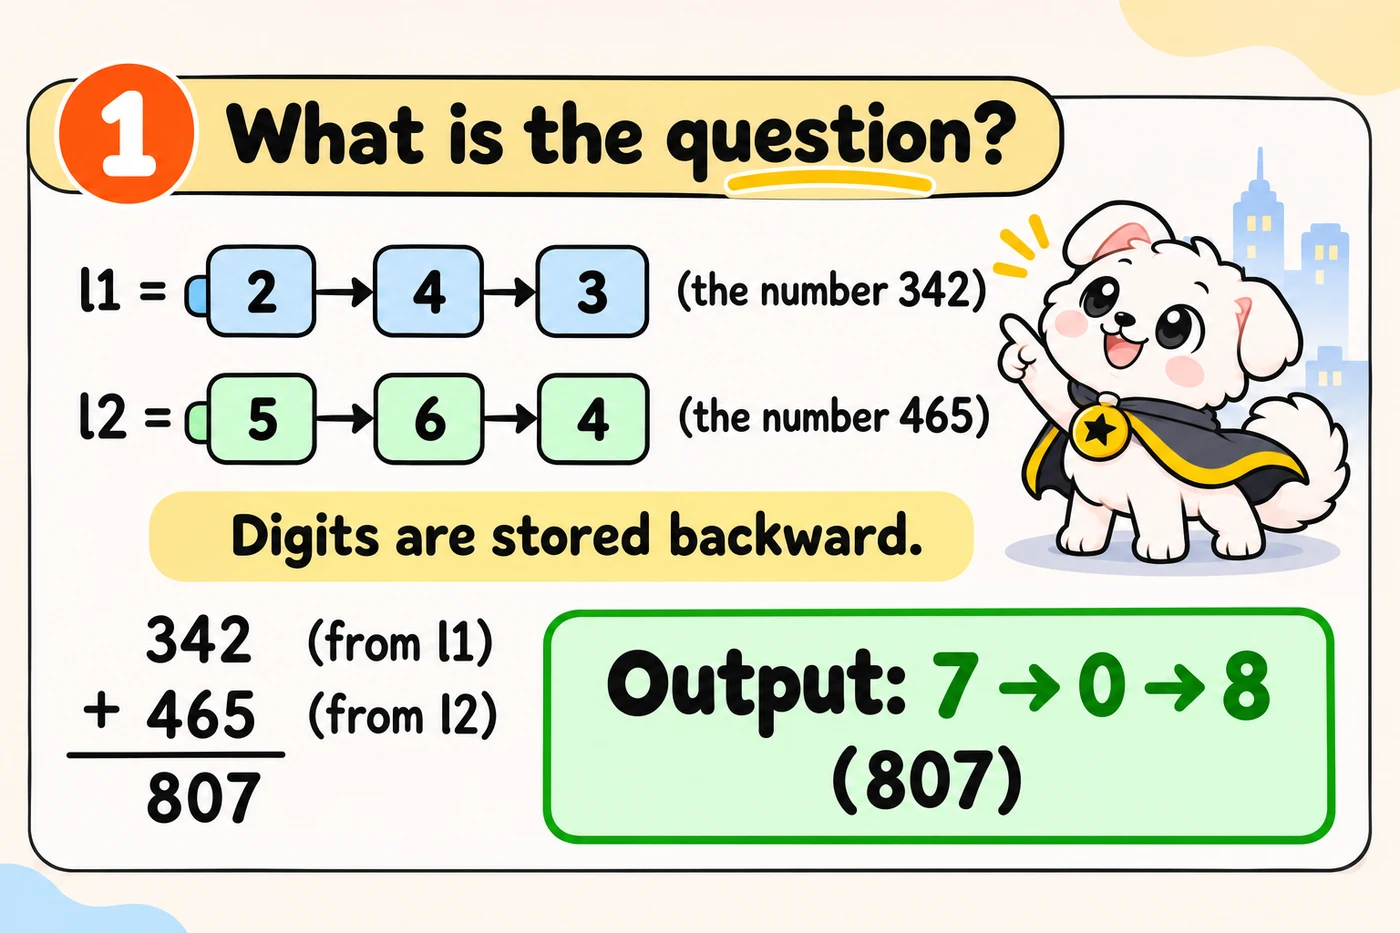 1 What is the question?
l1 = 2 → 4 → 3 (the number 342)
l2 = 5 → 6 → 4 (the number 465)
Digits are stored backward.
342 (from l1)
+ 465 (from l2)
807
Output: 7 → 0 → 8
(807)